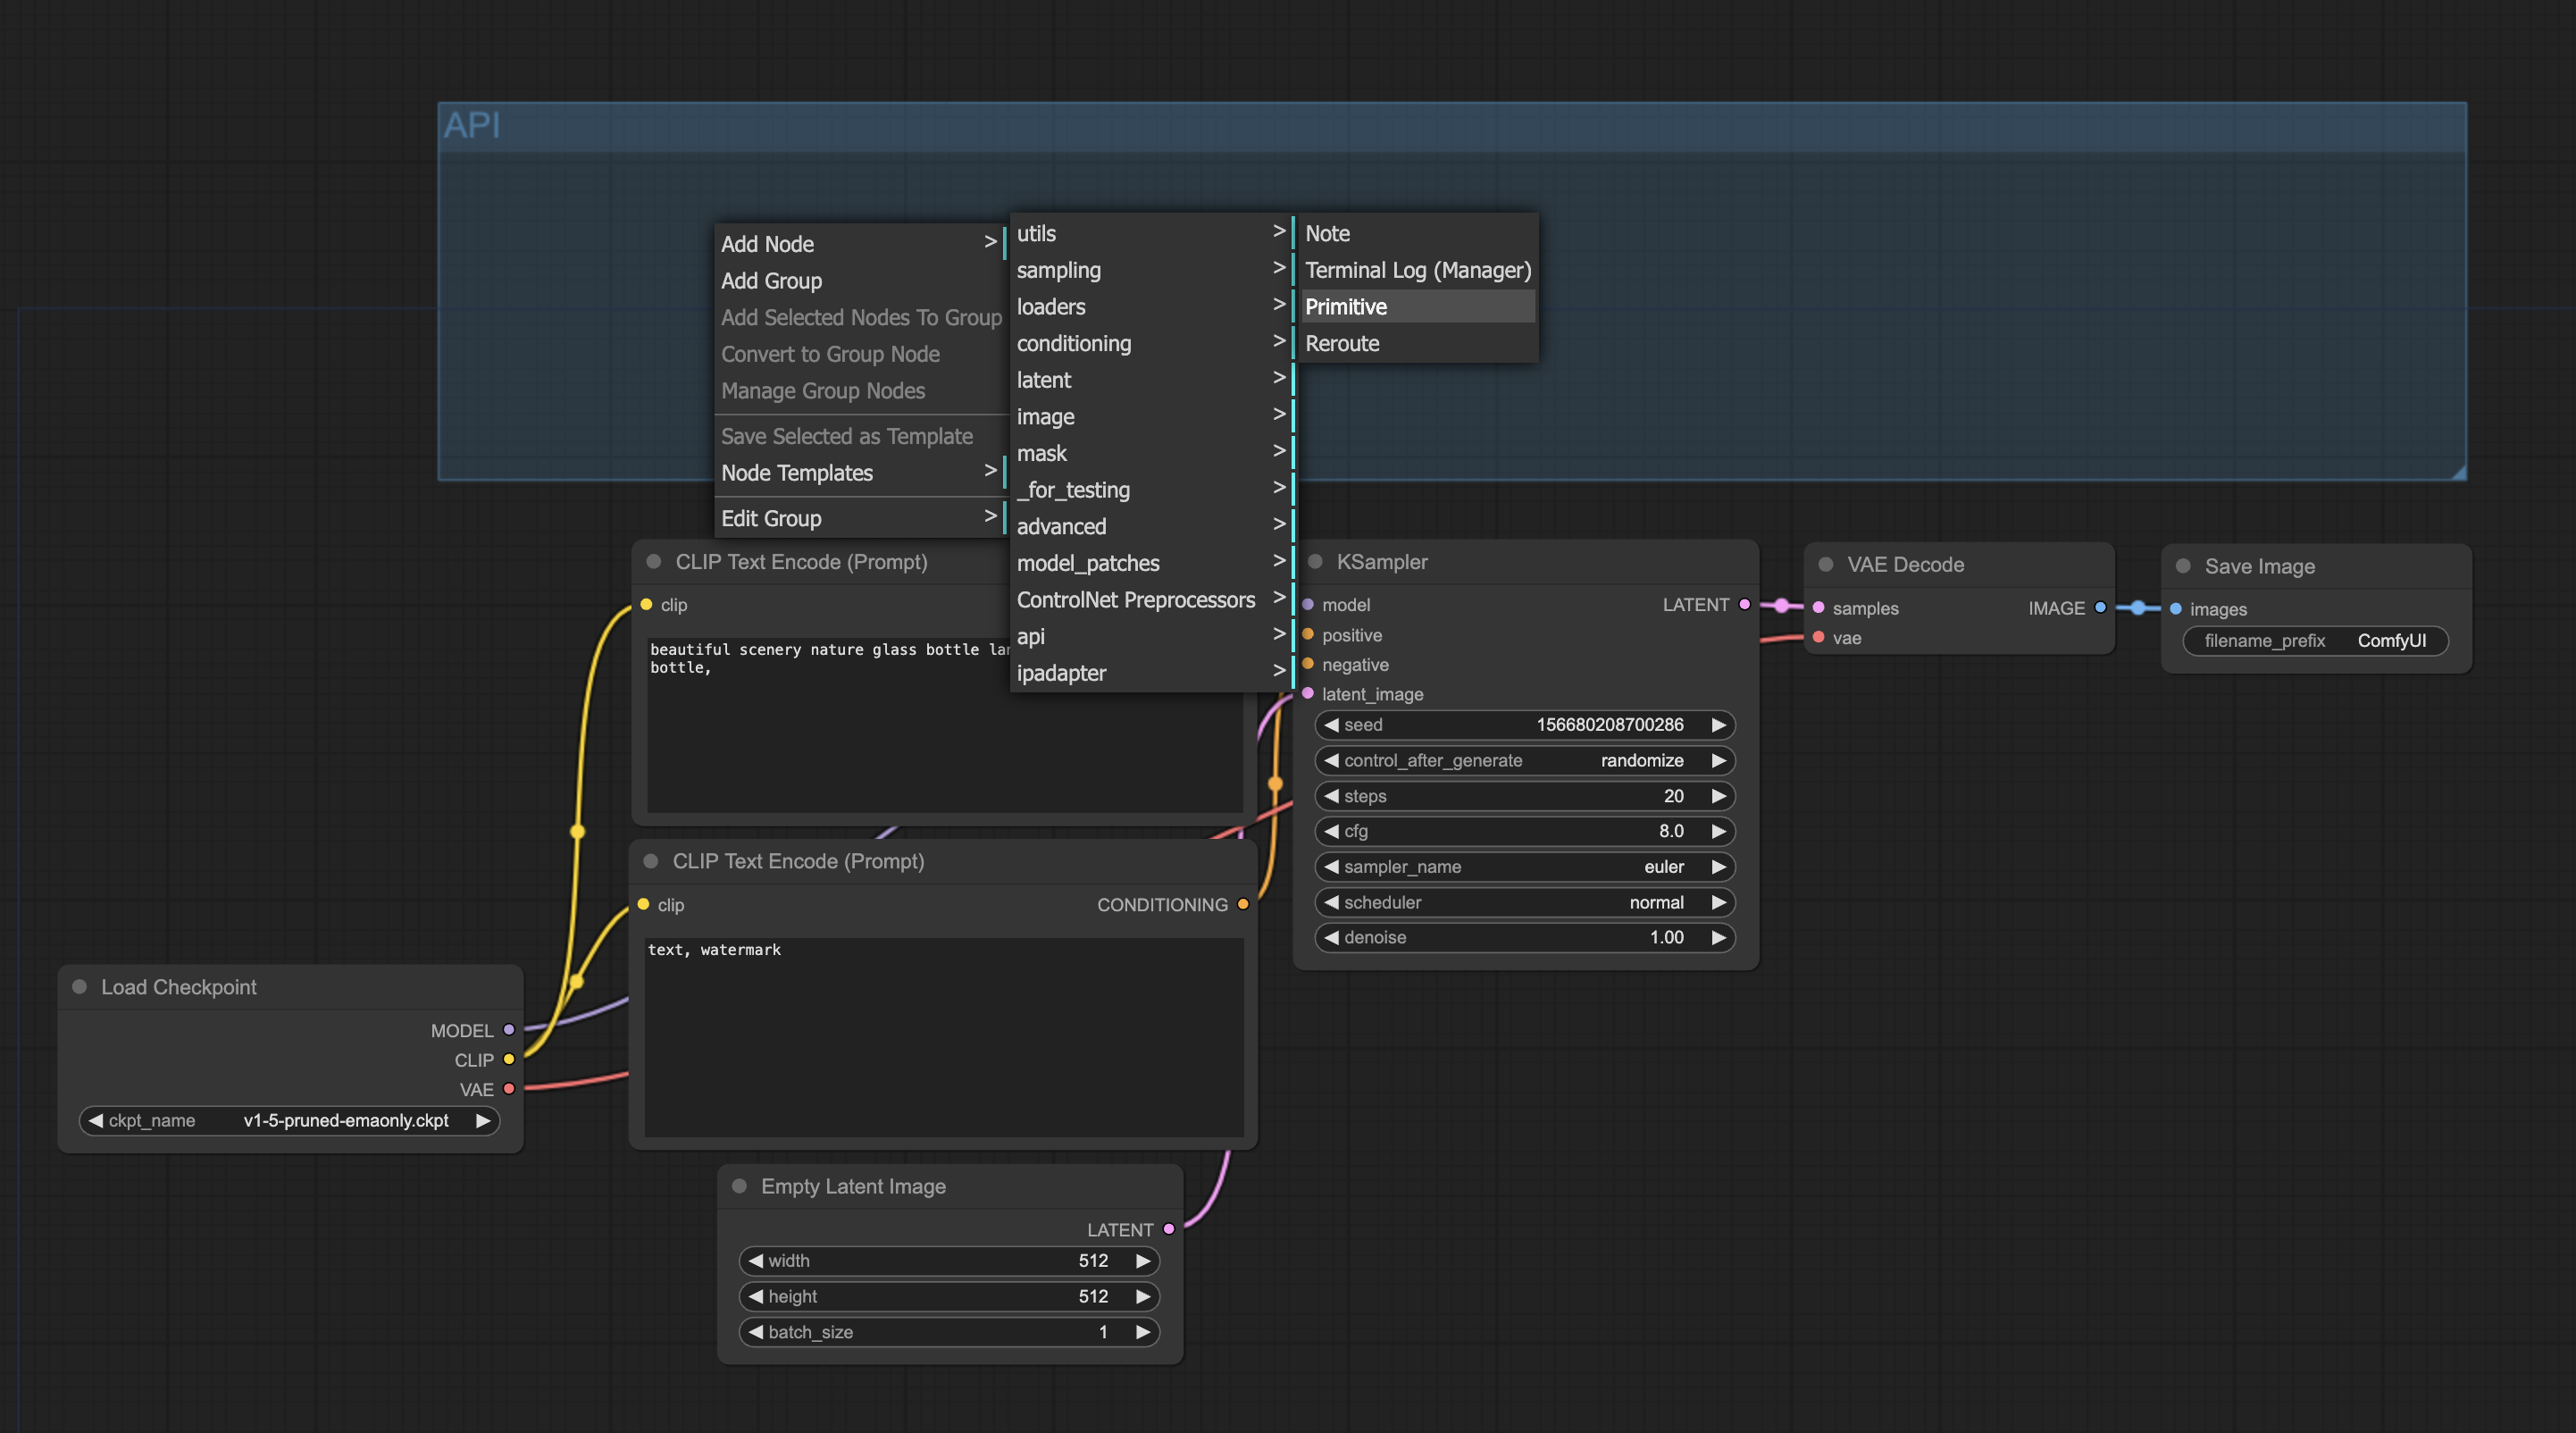 API
Add Node >
Add Group
Add Selected Nodes To Group
Convert to Group Node
Manage Group Nodes
Save Selected as Template
Node Templates >
Edit Group >
utils >
sampling >
loaders >
conditioning >
latent >
image >
mask >
_for_testing >
advanced >
model_patches >
ControlNet Preprocessors >
api >
ipadapter >
Note
Terminal Log (Manager)
Primitive
Reroute
CLIP Text Encode (Prompt)
clip
beautiful scenery nature glass bottle
bottle,
CLIP Text Encode (Prompt)
clip CONDITIONING
text, watermark
Load Checkpoint
MODEL
CLIP
VAE
ckpt_name v1-5-pruned-emaonly.ckpt
Empty Latent Image
LATENT
width 512
height 512
batch_size 1
KSampler
model LATENT
positive
negative
latent_image
seed 156680208700286
control_after_generate randomize
steps 20
cfg 8.0
sampler_name euler
scheduler normal
denoise 1.00
VAE Decode
samples IMAGE
vae
Save Image
images
filename_prefix ComfyUI